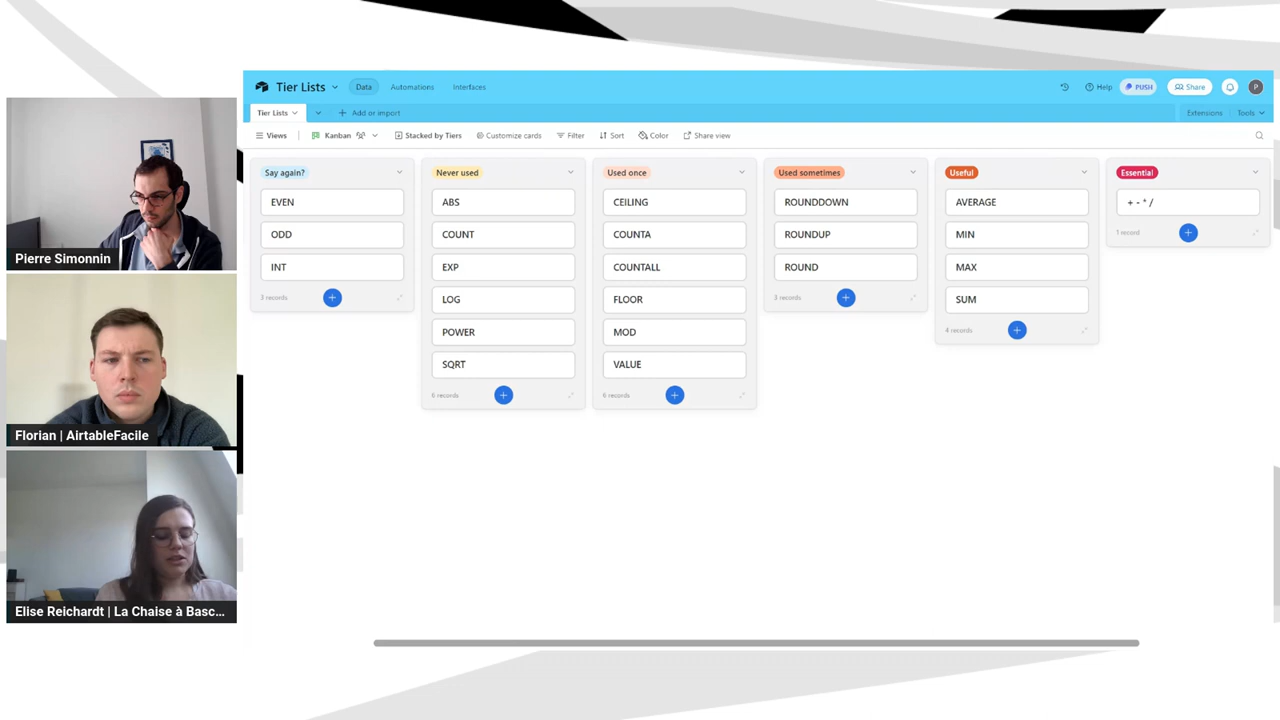 Tier Lists
Data
Automations
Interfaces
Help
PUSH
Share
P
Tier Lists
Add or import
Extensions
Tools
Views
Kanban
Stacked by Tiers
Customize cards
Filter
Sort
Color
Share view
Say again?
EVEN
ODD
INT
3 records
Never used
ABS
COUNT
EXP
LOG
POWER
SQRT
6 records
Used once
CEILING
COUNTA
COUNTALL
FLOOR
MOD
VALUE
6 records
Used sometimes
ROUNDDOWN
ROUNDUP
ROUND
3 records
Useful
AVERAGE
MIN
MAX
SUM
4 records
Essential
+ - * /
1 record
Pierre Simonnin
Florian | AirtableFacile
Elise Reichardt | La Chaise à Basc...